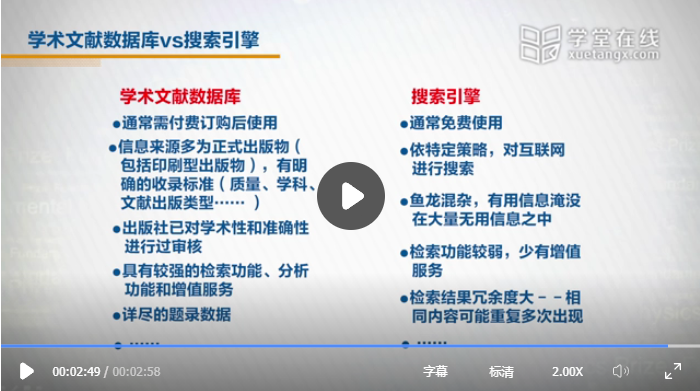 学术文献数据库vs搜索引擎
学堂在线
xuetangx.com
学术文献数据库
●通常需付费订购后使用
●信息来源多为正式出版物（
包括印刷型出版物），有明
确的收录标准（质量、学科、
文献出版类型…… ）
●出版社已对学术性和准确性
进行过审核
●具有较强的检索功能、分析
功能和增值服务
●详尽的题录数据
●……
搜索引擎
●通常免费使用
●依特定策略，对互联网
进行搜索
●鱼龙混杂，有用信息淹没
在大量无用信息之中
●检索功能较弱，少有增值
服务
●检索结果冗余度大－－相
同内容可能重复多次出现
●……
00:02:49 / 00:02:58
字幕
标清
2.00X